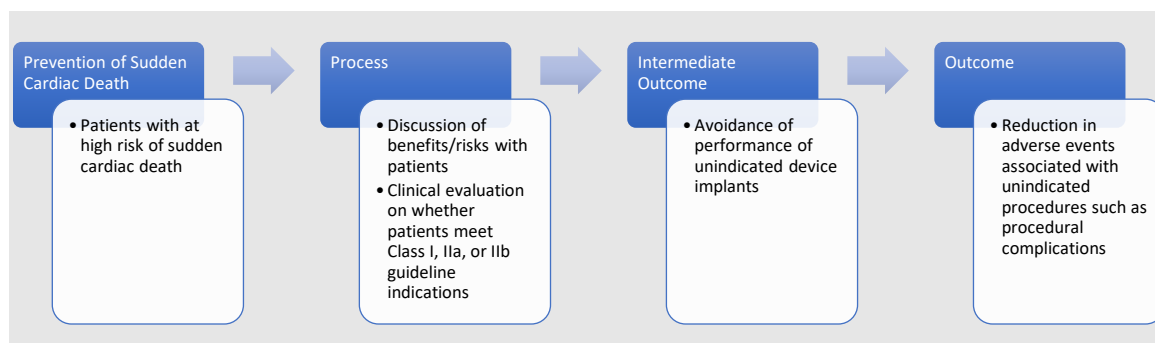 Prevention of Sudden
Cardiac Death
• Patients with at
high risk of sudden
cardiac death
Process
• Discussion of
benefits/risks with
patients
• Clinical evaluation
on whether
patients meet
Class I, IIa, or IIb
guideline
indications
Intermediate
Outcome
• Avoidance of
performance of
unindicated device
implants
Outcome
• Reduction in
adverse events
associated with
unindicated
procedures such as
procedural
complications